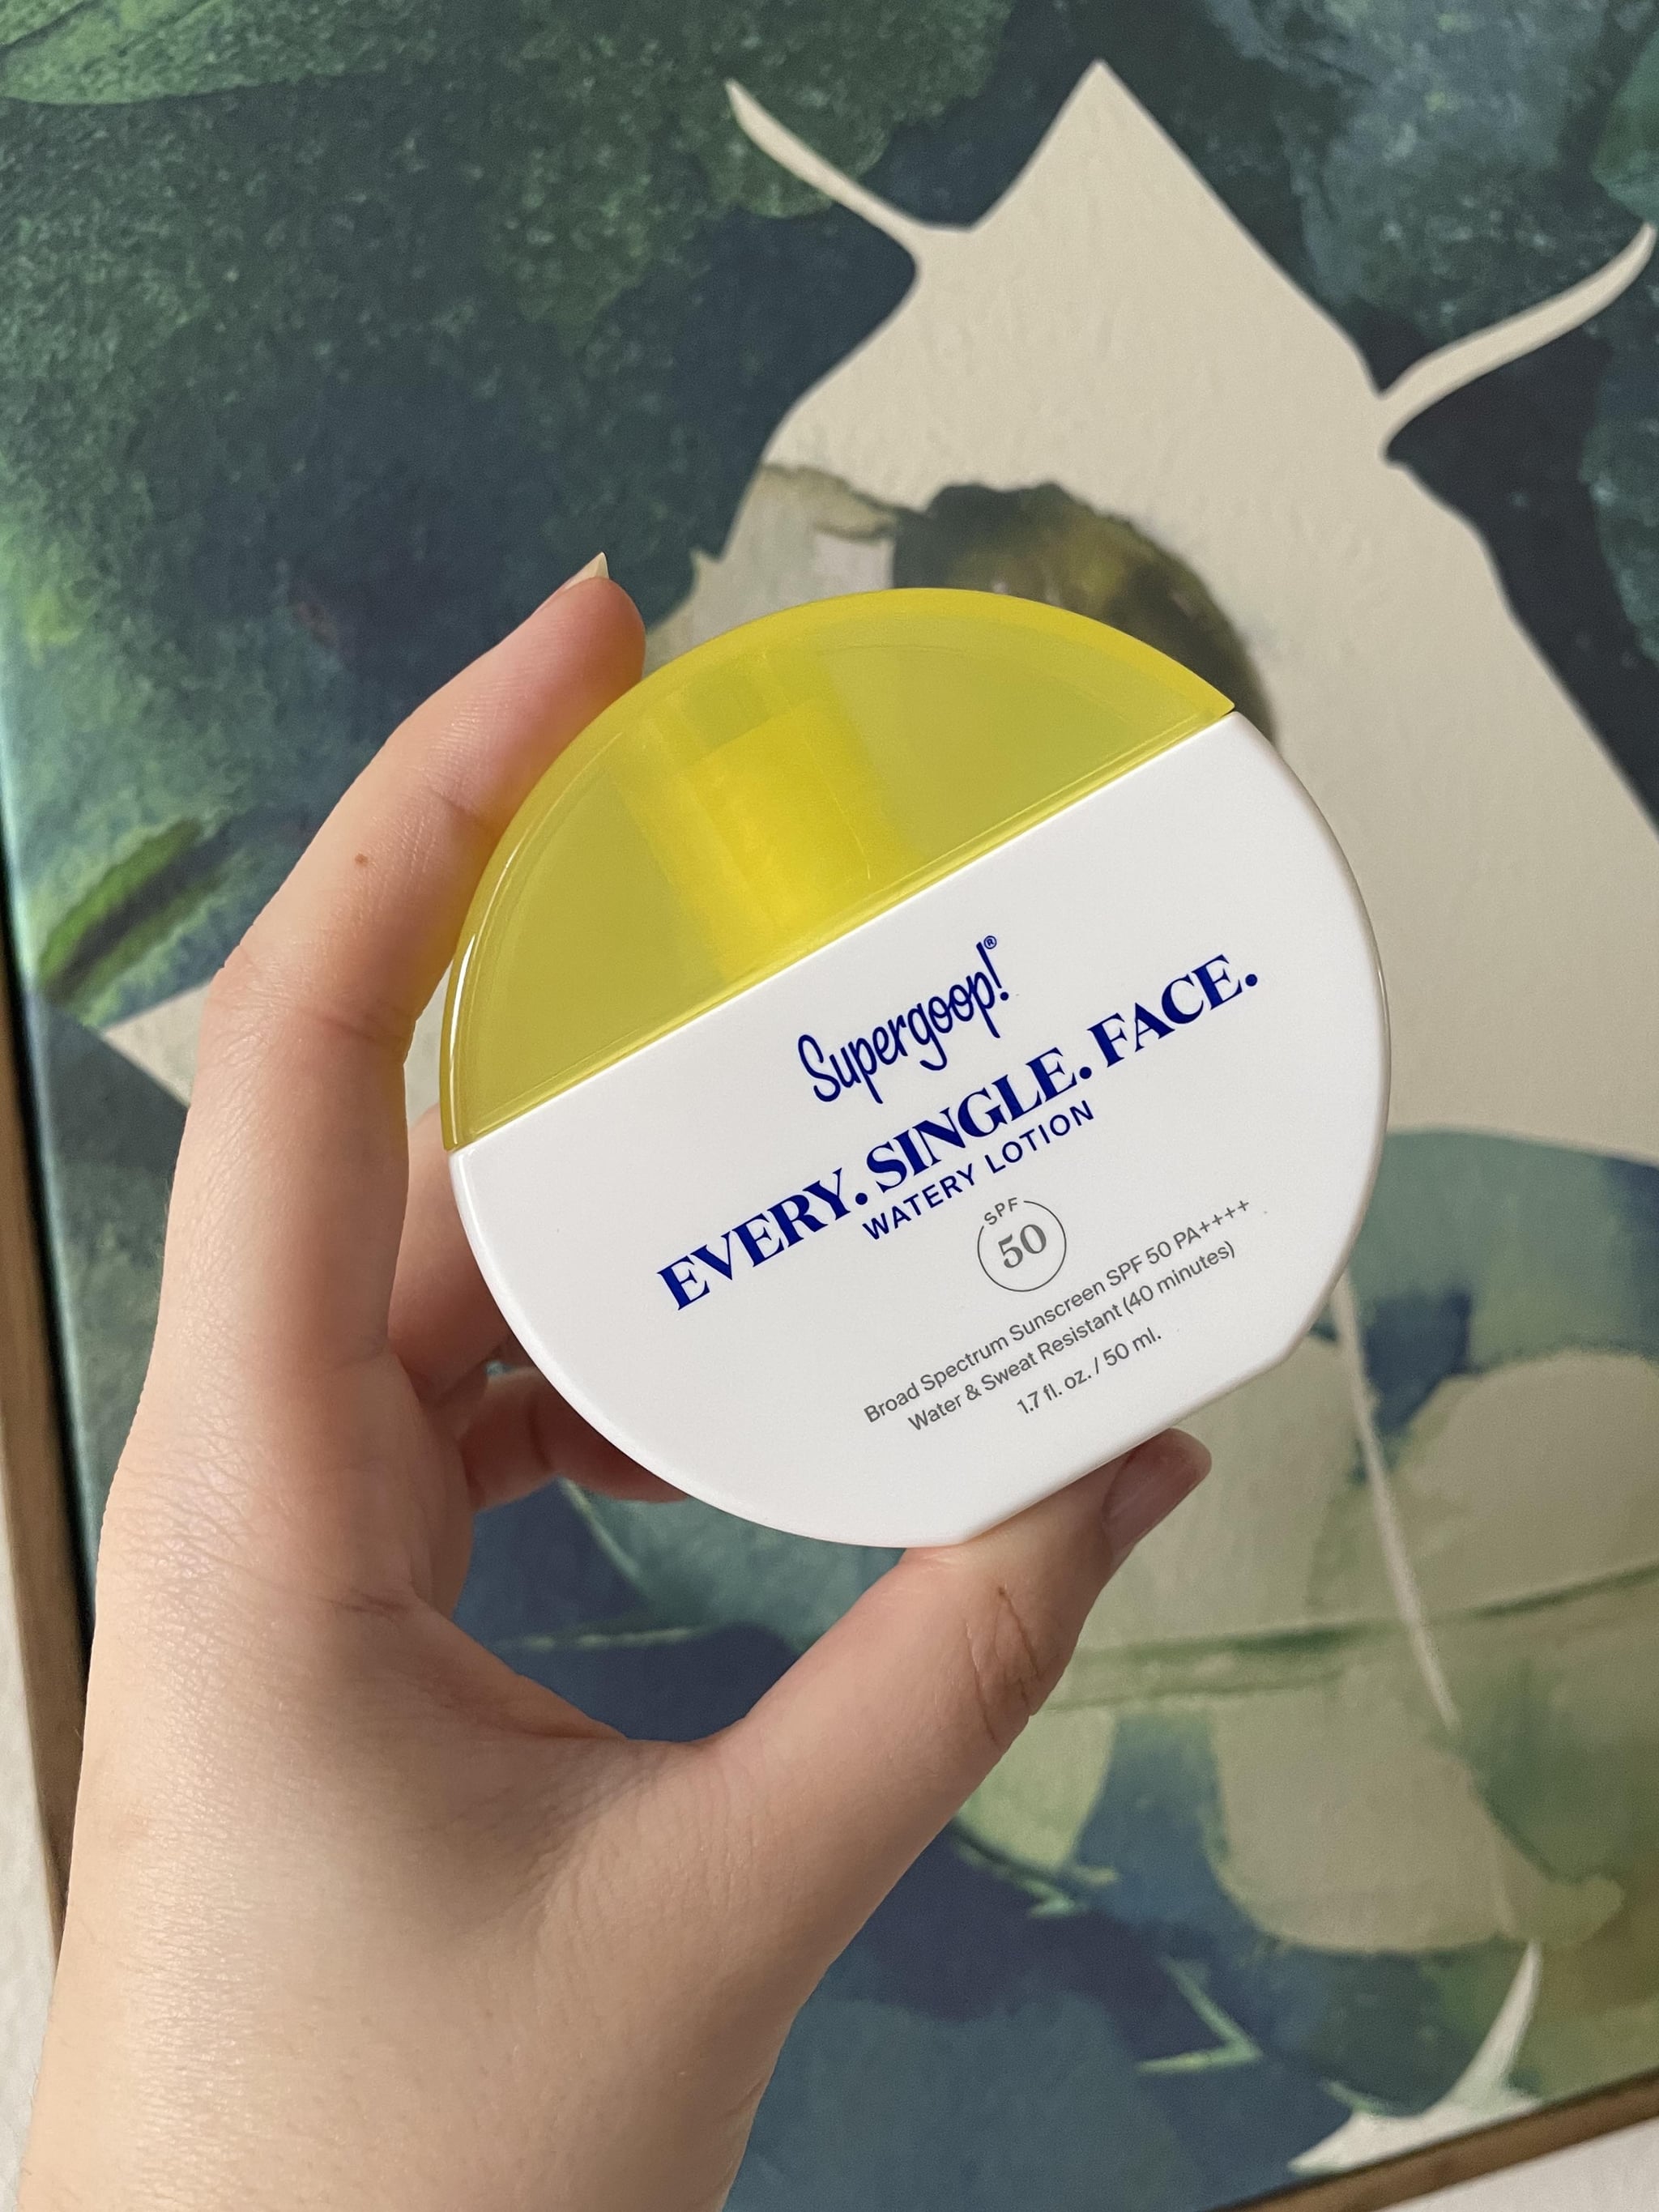 Supergoop!®
EVERY. SINGLE. FACE.
WATERY LOTION
SPF
50
Broad Spectrum Sunscreen SPF 50 PA++++
Water & Sweat Resistant (40 minutes)
1.7 fl. oz. / 50 ml.